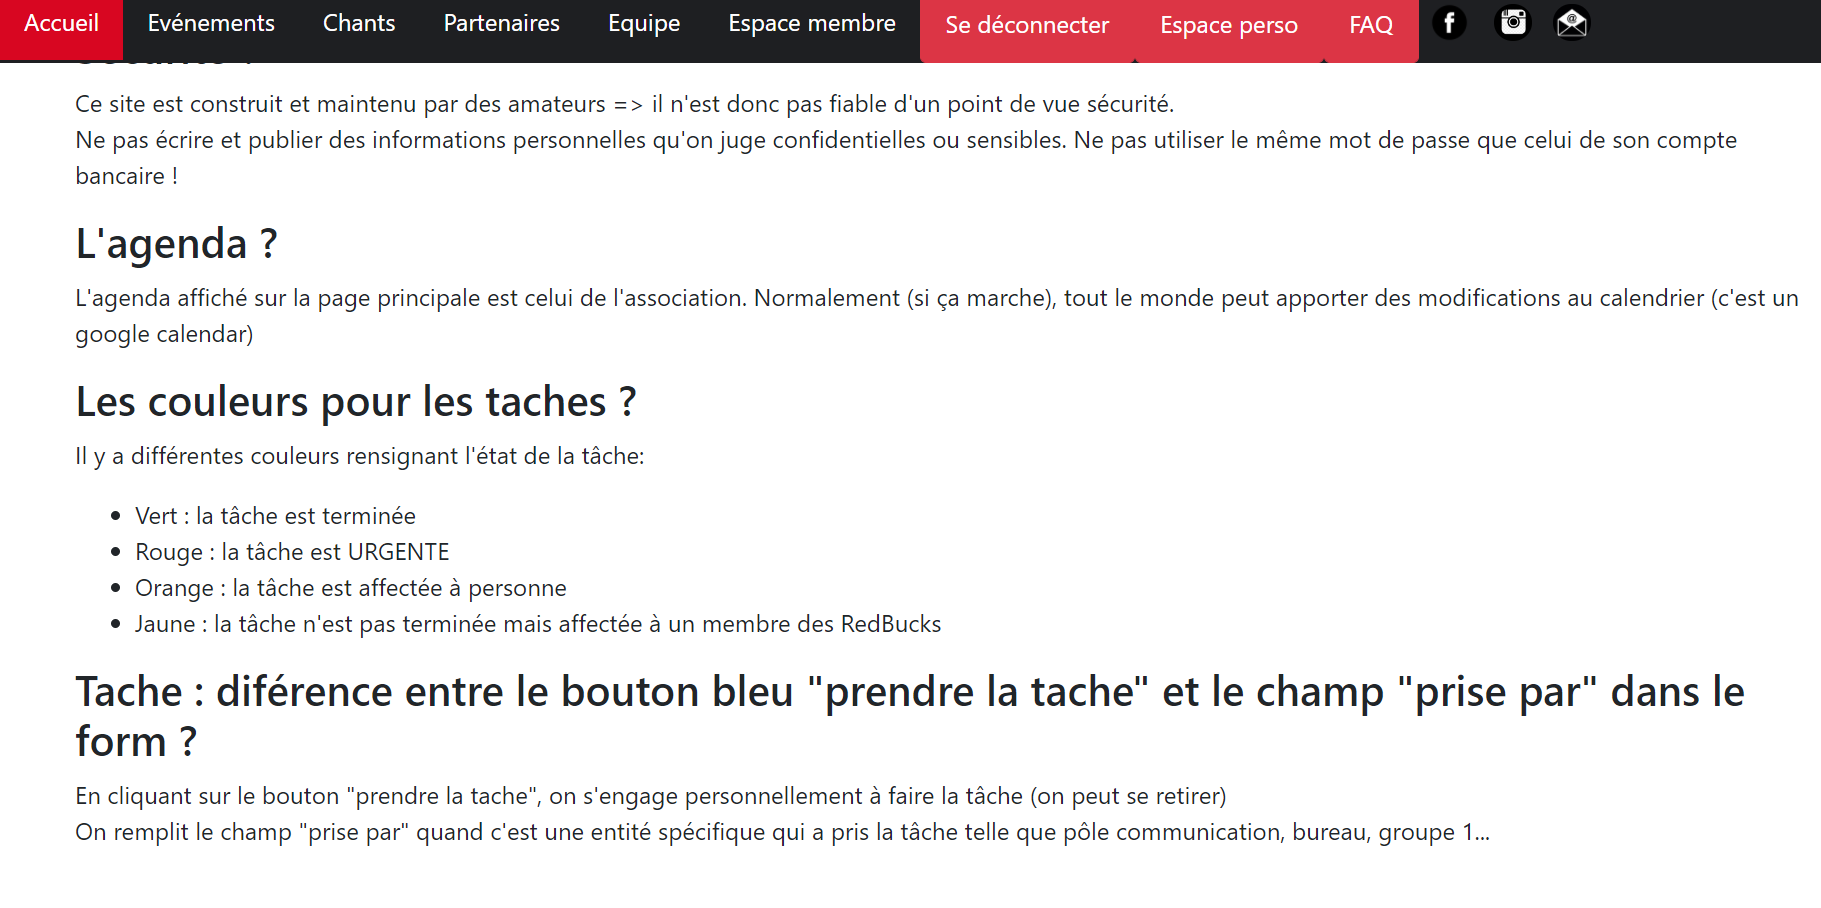 Accueil Evénements Chants Partenaires Equipe Espace membre Se déconnecter Espace perso FAQ
Ce site est construit et maintenu par des amateurs => il n'est donc pas fiable d'un point de vue sécurité.
Ne pas écrire et publier des informations personnelles qu'on juge confidentielles ou sensibles. Ne pas utiliser le même mot de passe que celui de son compte
bancaire !
L'agenda ?
L'agenda affiché sur la page principale est celui de l'association. Normalement (si ça marche), tout le monde peut apporter des modifications au calendrier (c'est un
google calendar)
Les couleurs pour les taches ?
Il y a différentes couleurs rensignant l'état de la tâche:
• Vert : la tâche est terminée
• Rouge : la tâche est URGENTE
• Orange : la tâche est affectée à personne
• Jaune : la tâche n'est pas terminée mais affectée à un membre des RedBucks
Tache : diférence entre le bouton bleu "prendre la tache" et le champ "prise par" dans le
form ?
En cliquant sur le bouton "prendre la tache", on s'engage personnellement à faire la tâche (on peut se retirer)
On remplit le champ "prise par" quand c'est une entité spécifique qui a pris la tâche telle que pôle communication, bureau, groupe 1...